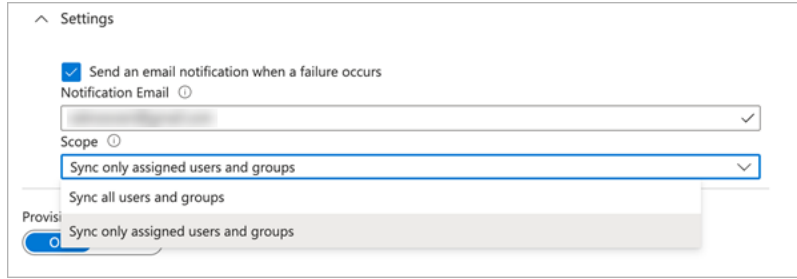 Settings
Send an email notification when a failure occurs
Notification Email
Scope
Sync only assigned users and groups
Sync all users and groups
Sync only assigned users and groups